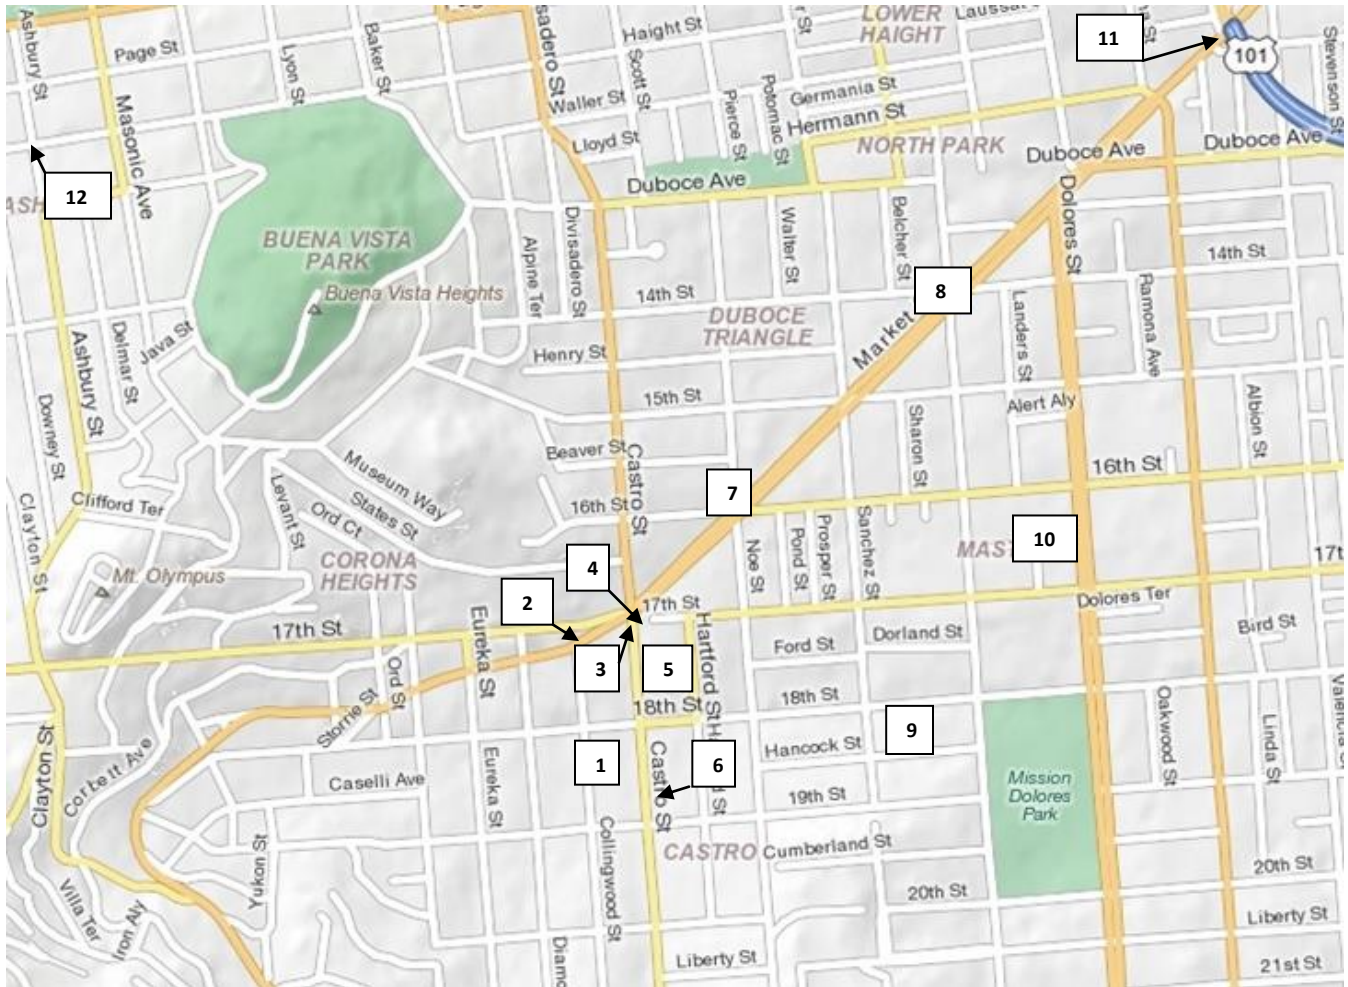 Ashbury St
Page St
Masonic Ave
Lyon St
Baker St
Haight St
Scott St
Waller St
Lloyd St
Pierce St
Potomac St
LOWER
HAIGHT
Germania St
Hermann St
NORTH PARK
11
101
Stevenson St
Duboce Ave
Duboce Ave
Duboce Ave
12
BUENA VISTA
PARK
Buena Vista Heights
Alpine Ter
Divisadero St
Walter St
Belcher St
Dolores St
14th St
14th St
8
DUBOCE
TRIANGLE
Market
Landers St
Ramona Ave
Java St
Delmar St
Ashbury St
Henry St
15th St
Alert Aly
Albion St
Downey St
Beaver St
Castro St
Sharon St
16th St
Museum Way
States St
Ord Ct
Levant St
Clifford Ter
Clayton St
16th St
7
CORONA
HEIGHTS
Mt. Olympus
4
2
3
5
Noe St
Pond St
Prosper St
Sanchez St
10
17th St
17th St
Eureka St
Hartford St
Dolores Ter
Ford St
Dorland St
Bird St
Ord St
Storrie St
18th St
18th St
9
1
6
Castro St
Hancock St
Oakwood St
Linda St
Clayton St
Corbett Ave
Caselli Ave
Eureka St
19th St
Mission
Dolores
Park
Collingwood St
CASTRO
Cumberland St
Yukon St
Villa Ter
Iron Aly
20th St
20th St
Liberty St
Liberty St
21st St